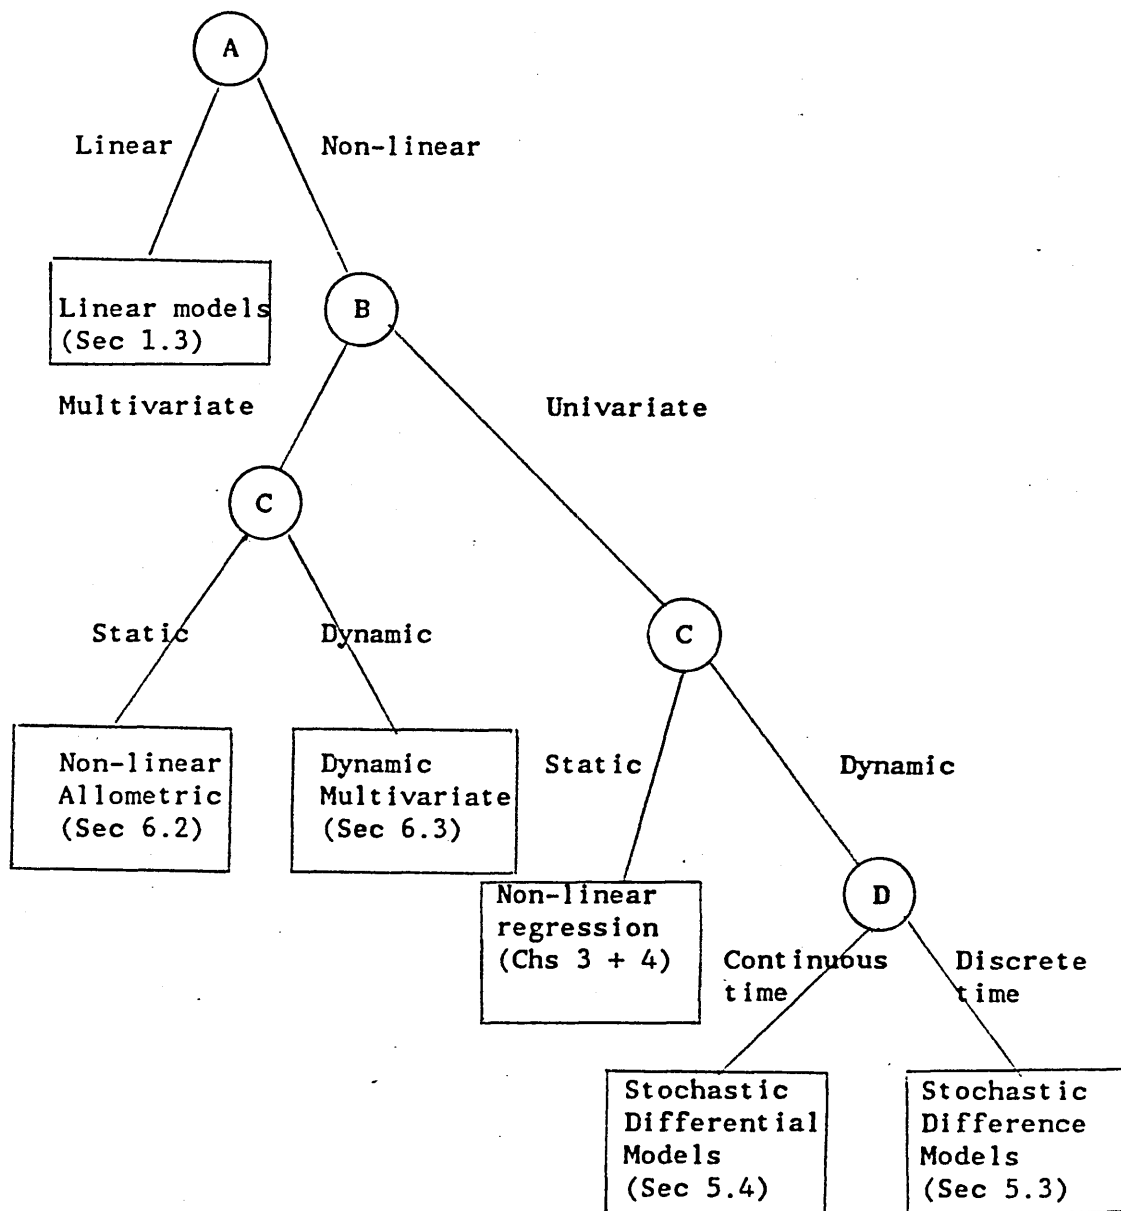 A
Linear
Non-linear
Linear models
(Sec 1.3)
B
Multivariate
Univariate
C
C
Static
Dynamic
Non-linear
Allometric
(Sec 6.2)
Dynamic
Multivariate
(Sec 6.3)
Static
Dynamic
Non-linear
regression
(Chs 3 + 4)
D
Continuous
time
Discrete
time
Stochastic
Differential
Models
(Sec 5.4)
Stochastic
Difference
Models
(Sec 5.3)